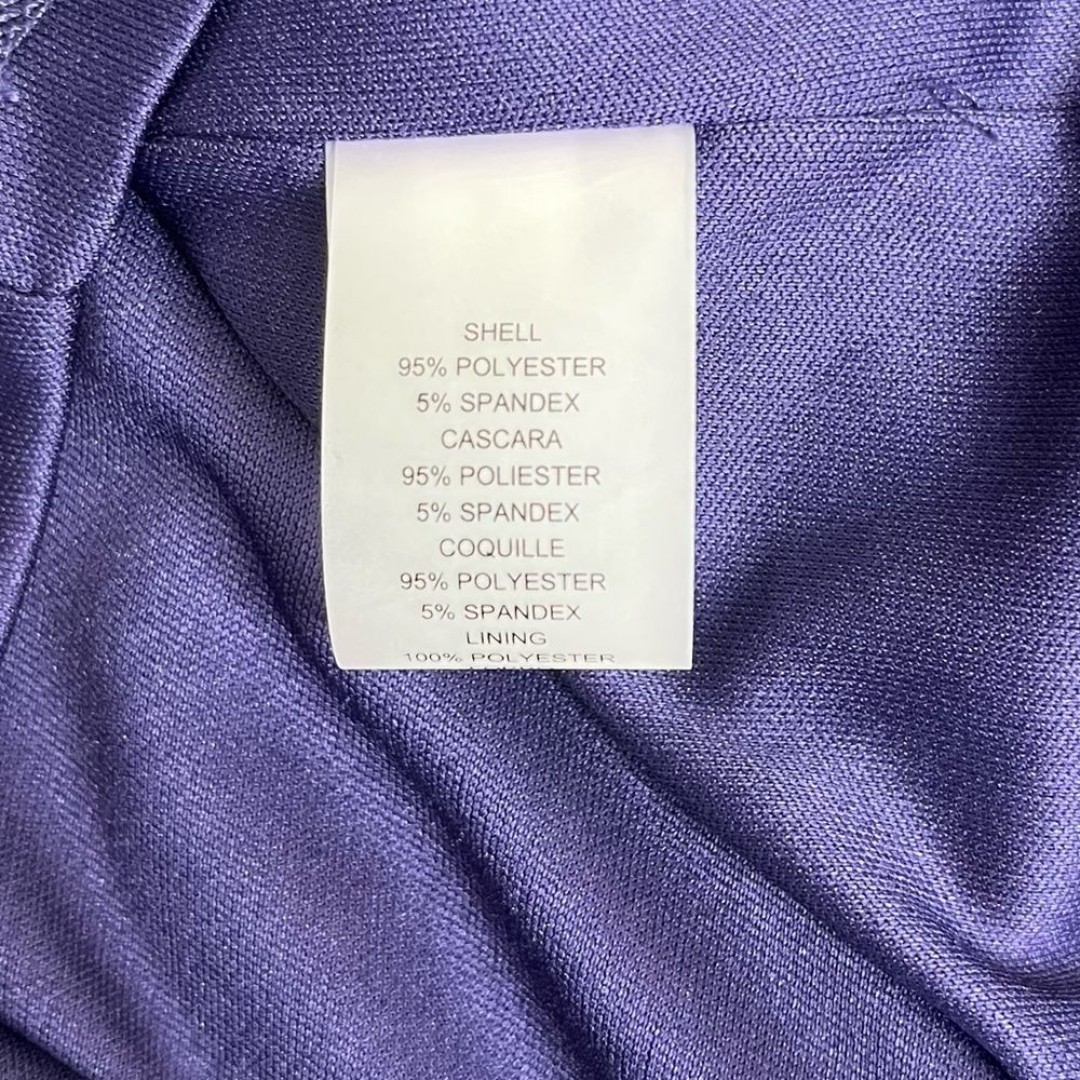 SHELL
95% POLYESTER
5% SPANDEX
CASCARA
95% POLIESTER
5% SPANDEX
COQUILLE
95% POLYESTER
5% SPANDEX
LINING
100% POLYESTER